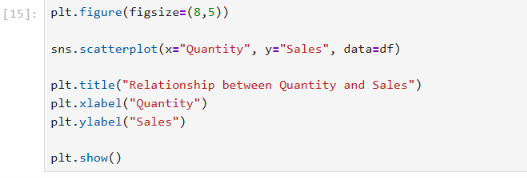 [15]: plt.figure(figsize=(8,5))
sns.scatterplot(x="Quantity", y="Sales", data=df)
plt.title("Relationship between Quantity and Sales")
plt.xlabel("Quantity")
plt.ylabel("Sales")
plt.show()